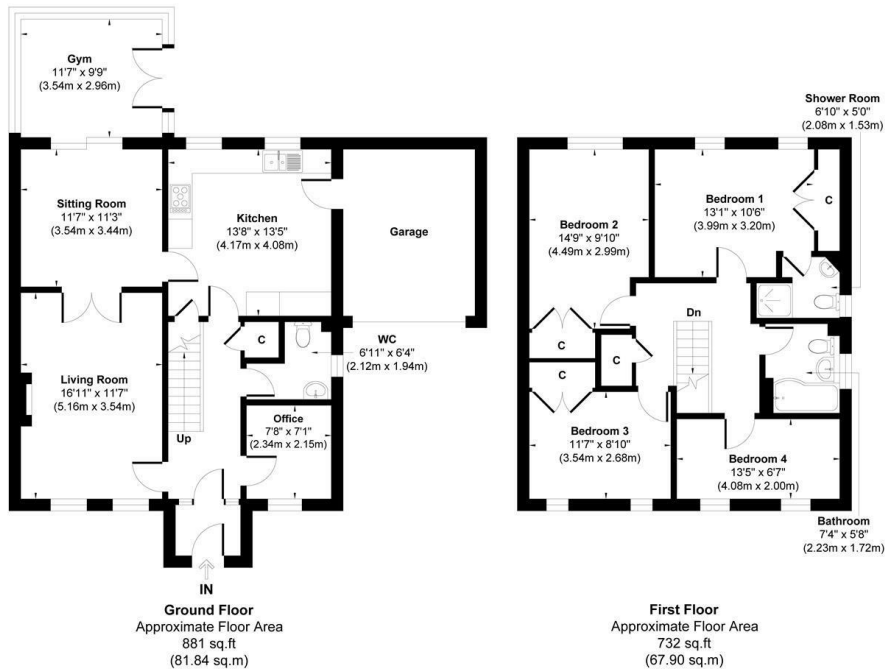 Gym
11'7" x 9'9"
(3.54m x 2.96m)
Sitting Room
11'7" x 11'3"
(3.54m x 3.44m)
Kitchen
13'8" x 13'5"
(4.17m x 4.08m)
Garage
Living Room
16'11" x 11'7"
(5.16m x 3.54m)
Up
C
WC
6'11" x 6'4"
(2.12m x 1.94m)
Office
7'8" x 7'1"
(2.34m x 2.15m)
IN
Ground Floor
Approximate Floor Area
881 sq.ft
(81.84 sq.m)
Shower Room
6'10" x 5'0"
(2.08m x 1.53m)
Bedroom 1
13'1" x 10'6"
(3.99m x 3.20m)
C
Bedroom 2
14'9" x 9'10"
(4.49m x 2.99m)
Dn
C
C
C
Bedroom 3
11'7" x 8'10"
(3.54m x 2.68m)
Bedroom 4
13'5" x 6'7"
(4.08m x 2.00m)
Bathroom
7'4" x 5'8"
(2.23m x 1.72m)
First Floor
Approximate Floor Area
732 sq.ft
(67.90 sq.m)